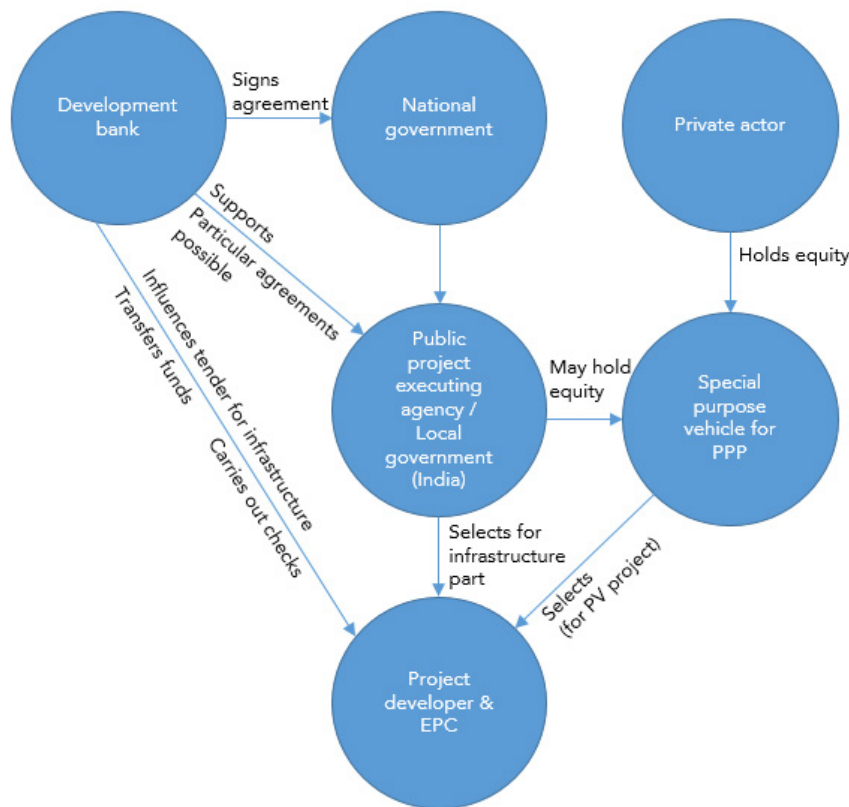 Development
bank
Signs
agreement
National
government
Private actor
Supports
Particular agreements
possible
Holds equity
Influences tender for infrastructure
Transfers funds
Carries out checks
Public
project
executing
agency /
Local
government
(India)
May hold
equity
Special
purpose
vehicle for
PPP
Selects for
infrastructure
part
Selects
(for PV project)
Project
developer &
EPC